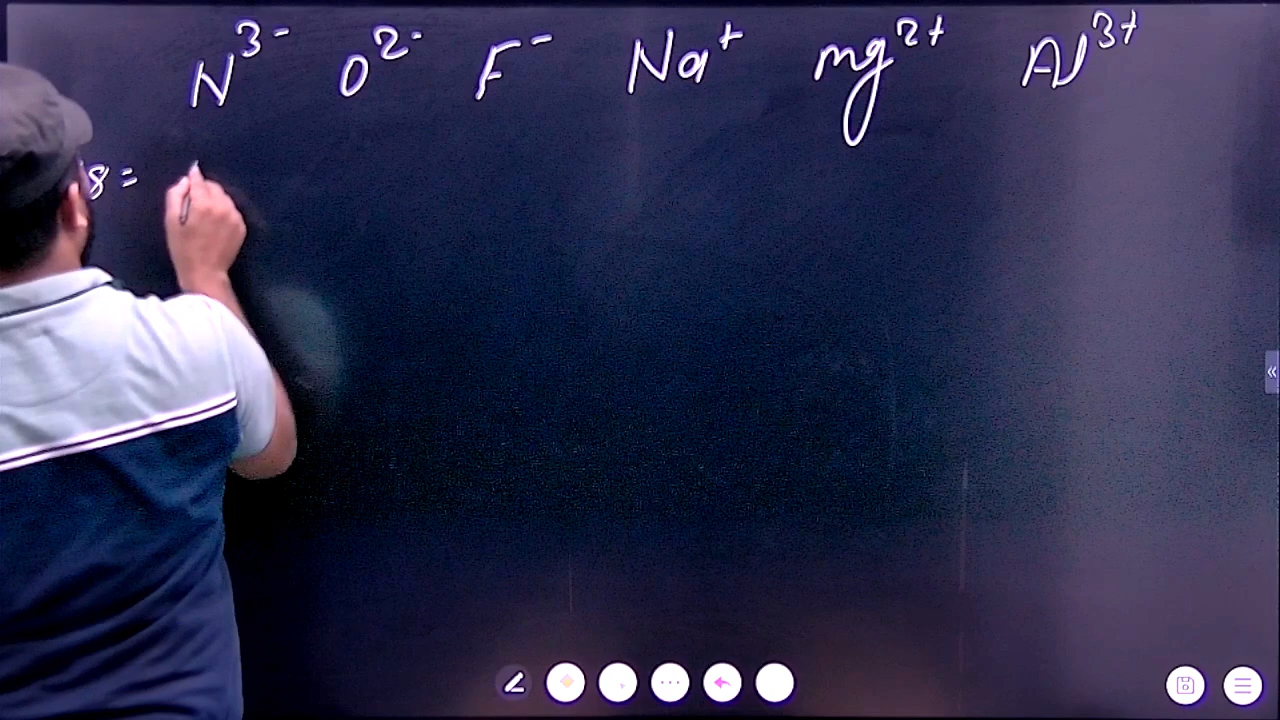 N³⁻ O²⁻ F⁻ Na⁺ mg²⁺ Al³⁺
8 =